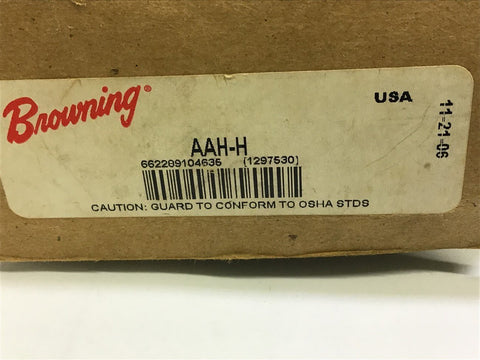 Browning®
USA
11-21-06
AAH-H
662289104635 (1297530)
CAUTION: GUARD TO CONFORM TO OSHA STDS